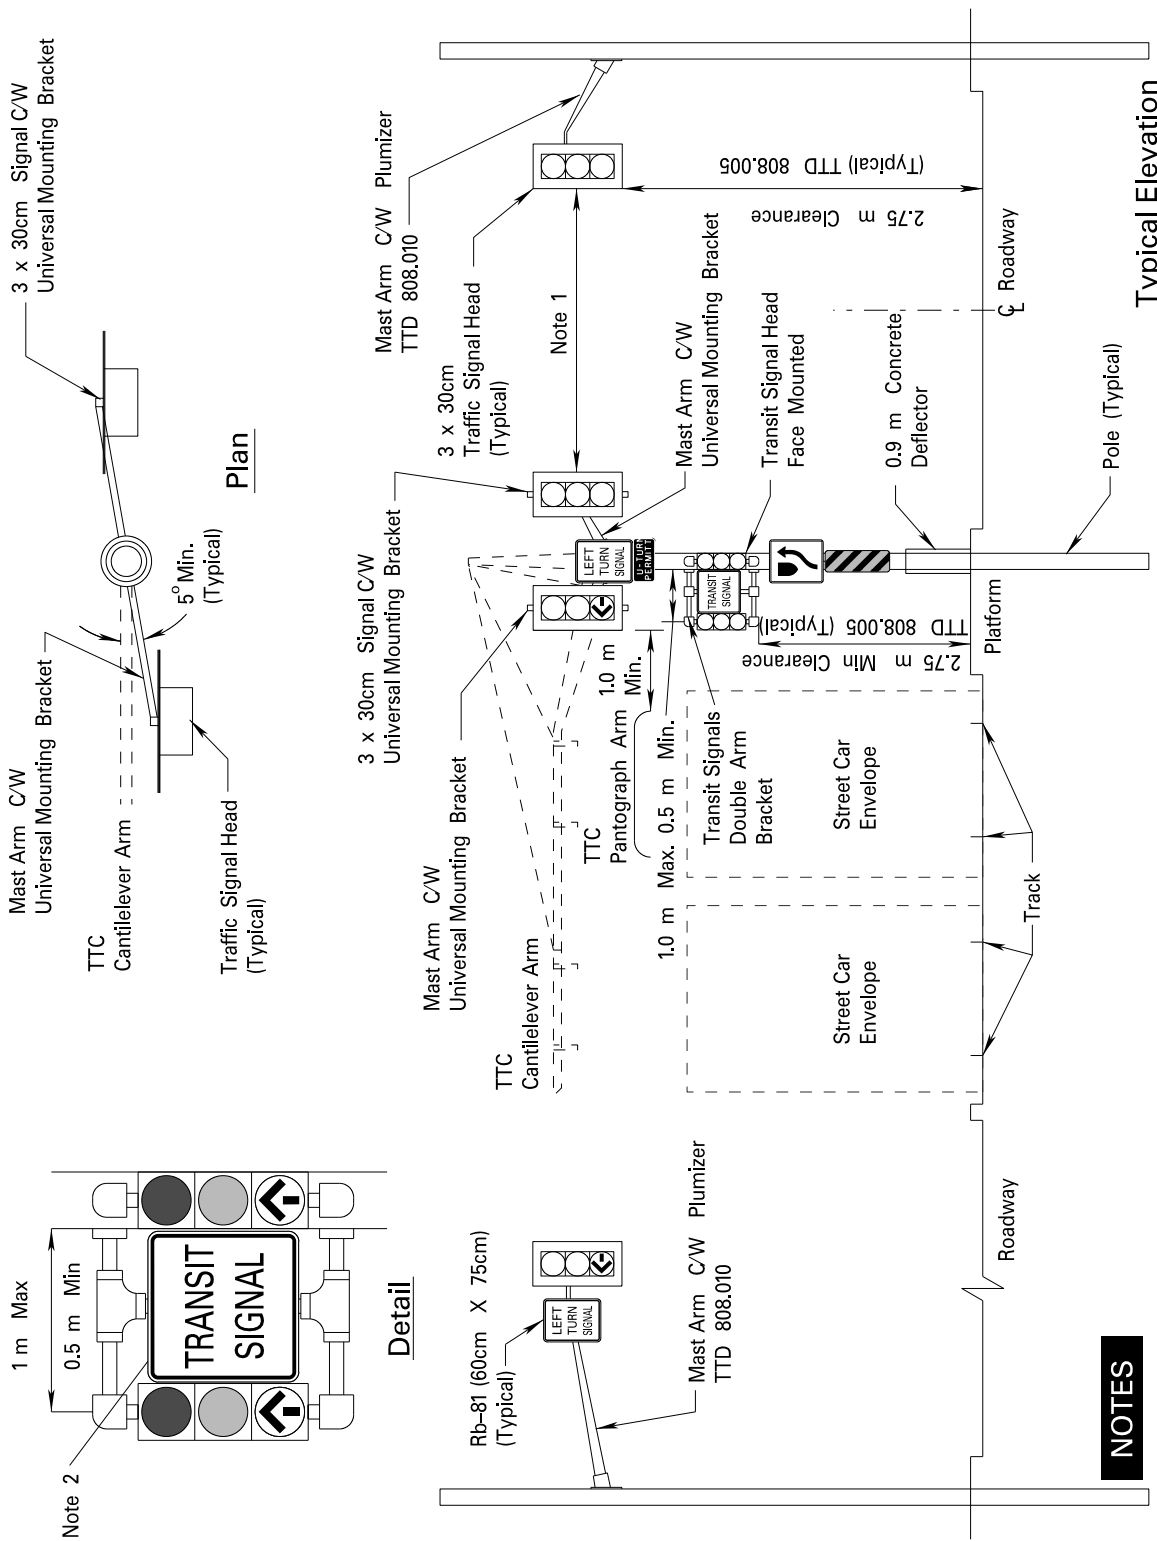 3 x 30cm Signal C/W
Universal Mounting Bracket
Mast Arm C/W
Universal Mounting Bracket
5° Min.
(Typical)
TTC
Cantilelever Arm
Traffic Signal Head
(Typical)
Plan
1 m Max
0.5 m Min
Note 2
TRANSIT
SIGNAL
Detail
Mast Arm C/W Plumizer
TTD 808.010
3 x 30cm
Traffic Signal Head
(Typical)
Note 1
2.75 m Clearance
(Typical) TTD 808.005
3 x 30cm Signal C/W
Universal Mounting Bracket
Mast Arm C/W
Universal Mounting Bracket
Mast Arm C/W
Universal Mounting Bracket
LEFT
TURN
SIGNAL
U-TURN
PERMIT
TRANSIT
SIGNAL
Transit Signal Head
Face Mounted
0.9 m Concrete
Deflector
Pole (Typical)
℄ Roadway
Platform
2.75 m Min Clearance
TTD 808.005 (Typical)
1.0 m
Min.
TTC
Pantograph Arm
1.0 m Max. 0.5 m Min.
Transit Signals
Double Arm
Bracket
TTC
Cantilelever Arm
Street Car
Envelope
Street Car
Envelope
Track
Rb-81 (60cm X 75cm)
(Typical)
LEFT
TURN
SIGNAL
Mast Arm C/W Plumizer
TTD 808.010
Roadway
Typical Elevation
NOTES